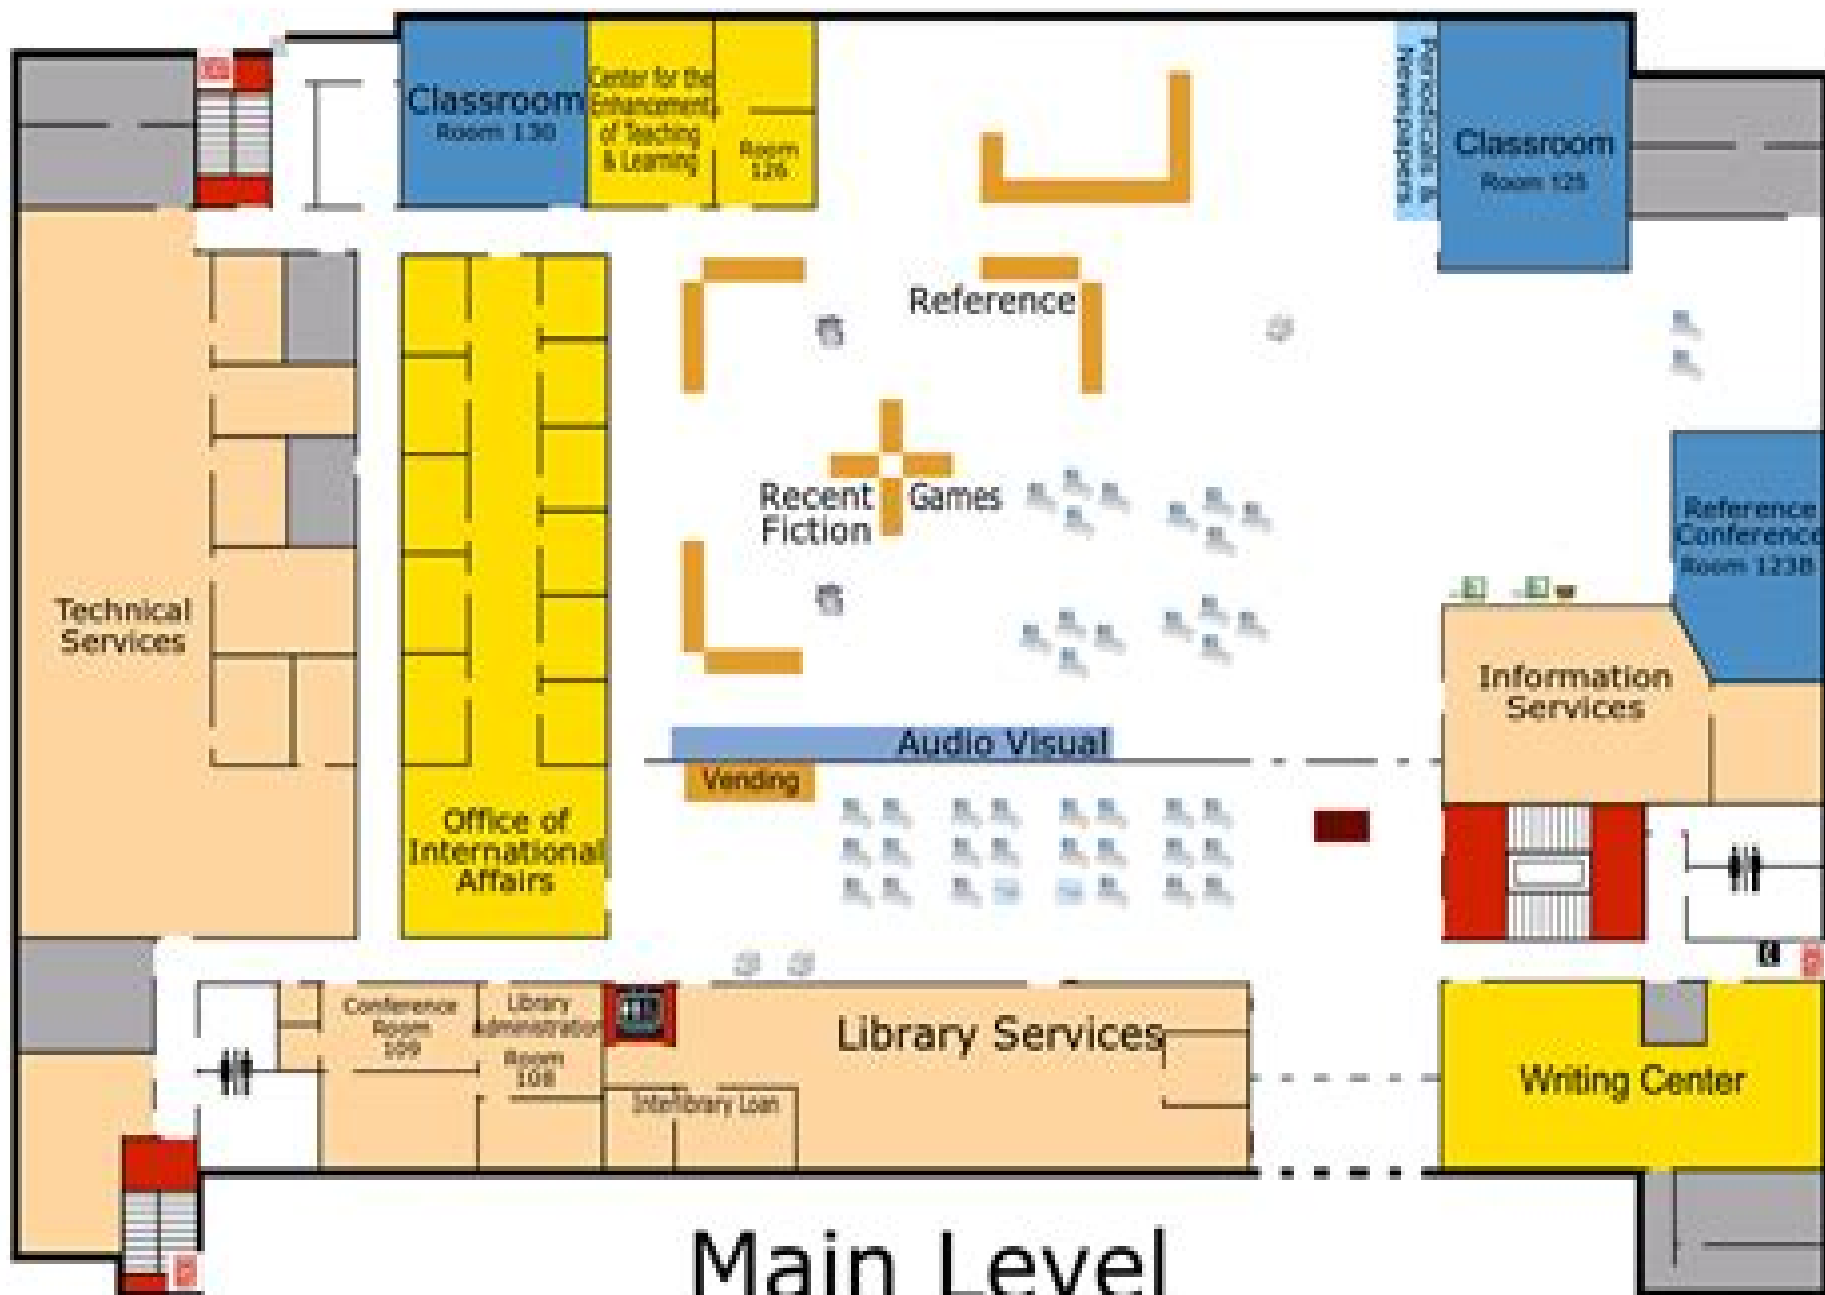 Classroom
Room 130
Center for the
Enhancement
of Teaching
& Learning
Room
126
Periodicals &
Newspapers
Classroom
Room 125
Reference
Recent
Fiction
Games
Reference
Conference
Room 123B
Technical
Services
Information
Services
Audio Visual
Vending
Office of
International
Affairs
Conference
Room
109
Library
Administration
Room
108
Library Services
Interlibrary Loan
Writing Center
Main Level